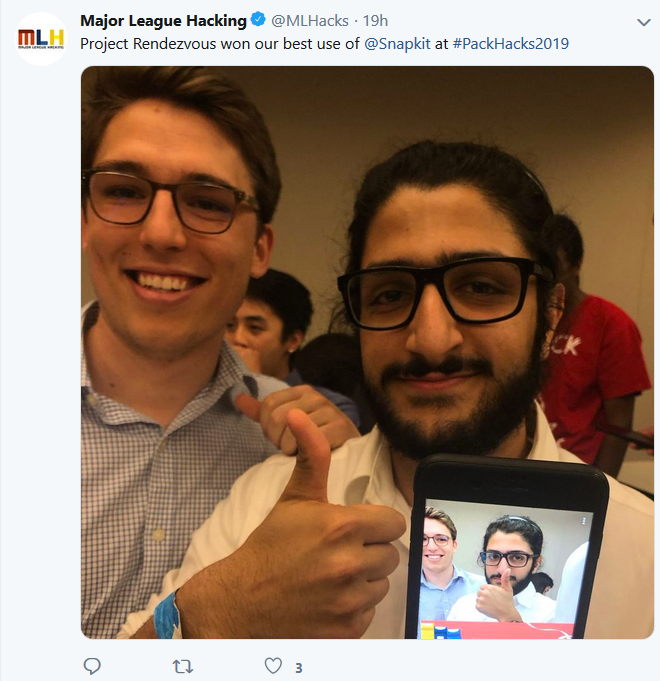 MLH
MAJOR LEAGUE HACKING
Major League Hacking @MLHacks · 19h
Project Rendezvous won our best use of @Snapkit at #PackHacks2019
CK
3